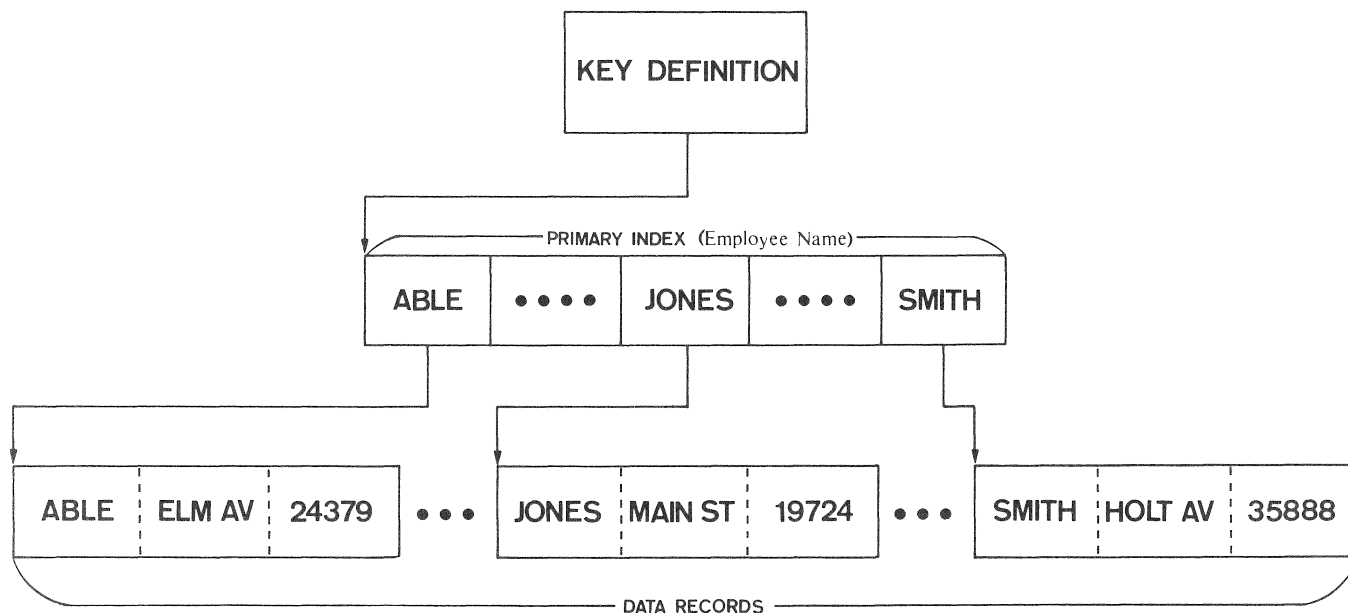 KEY DEFINITION
PRIMARY INDEX (Employee Name)
ABLE •••• JONES •••• SMITH
ABLE ELM AV 24379 ••• JONES MAIN ST 19724 ••• SMITH HOLT AV 35888
DATA RECORDS